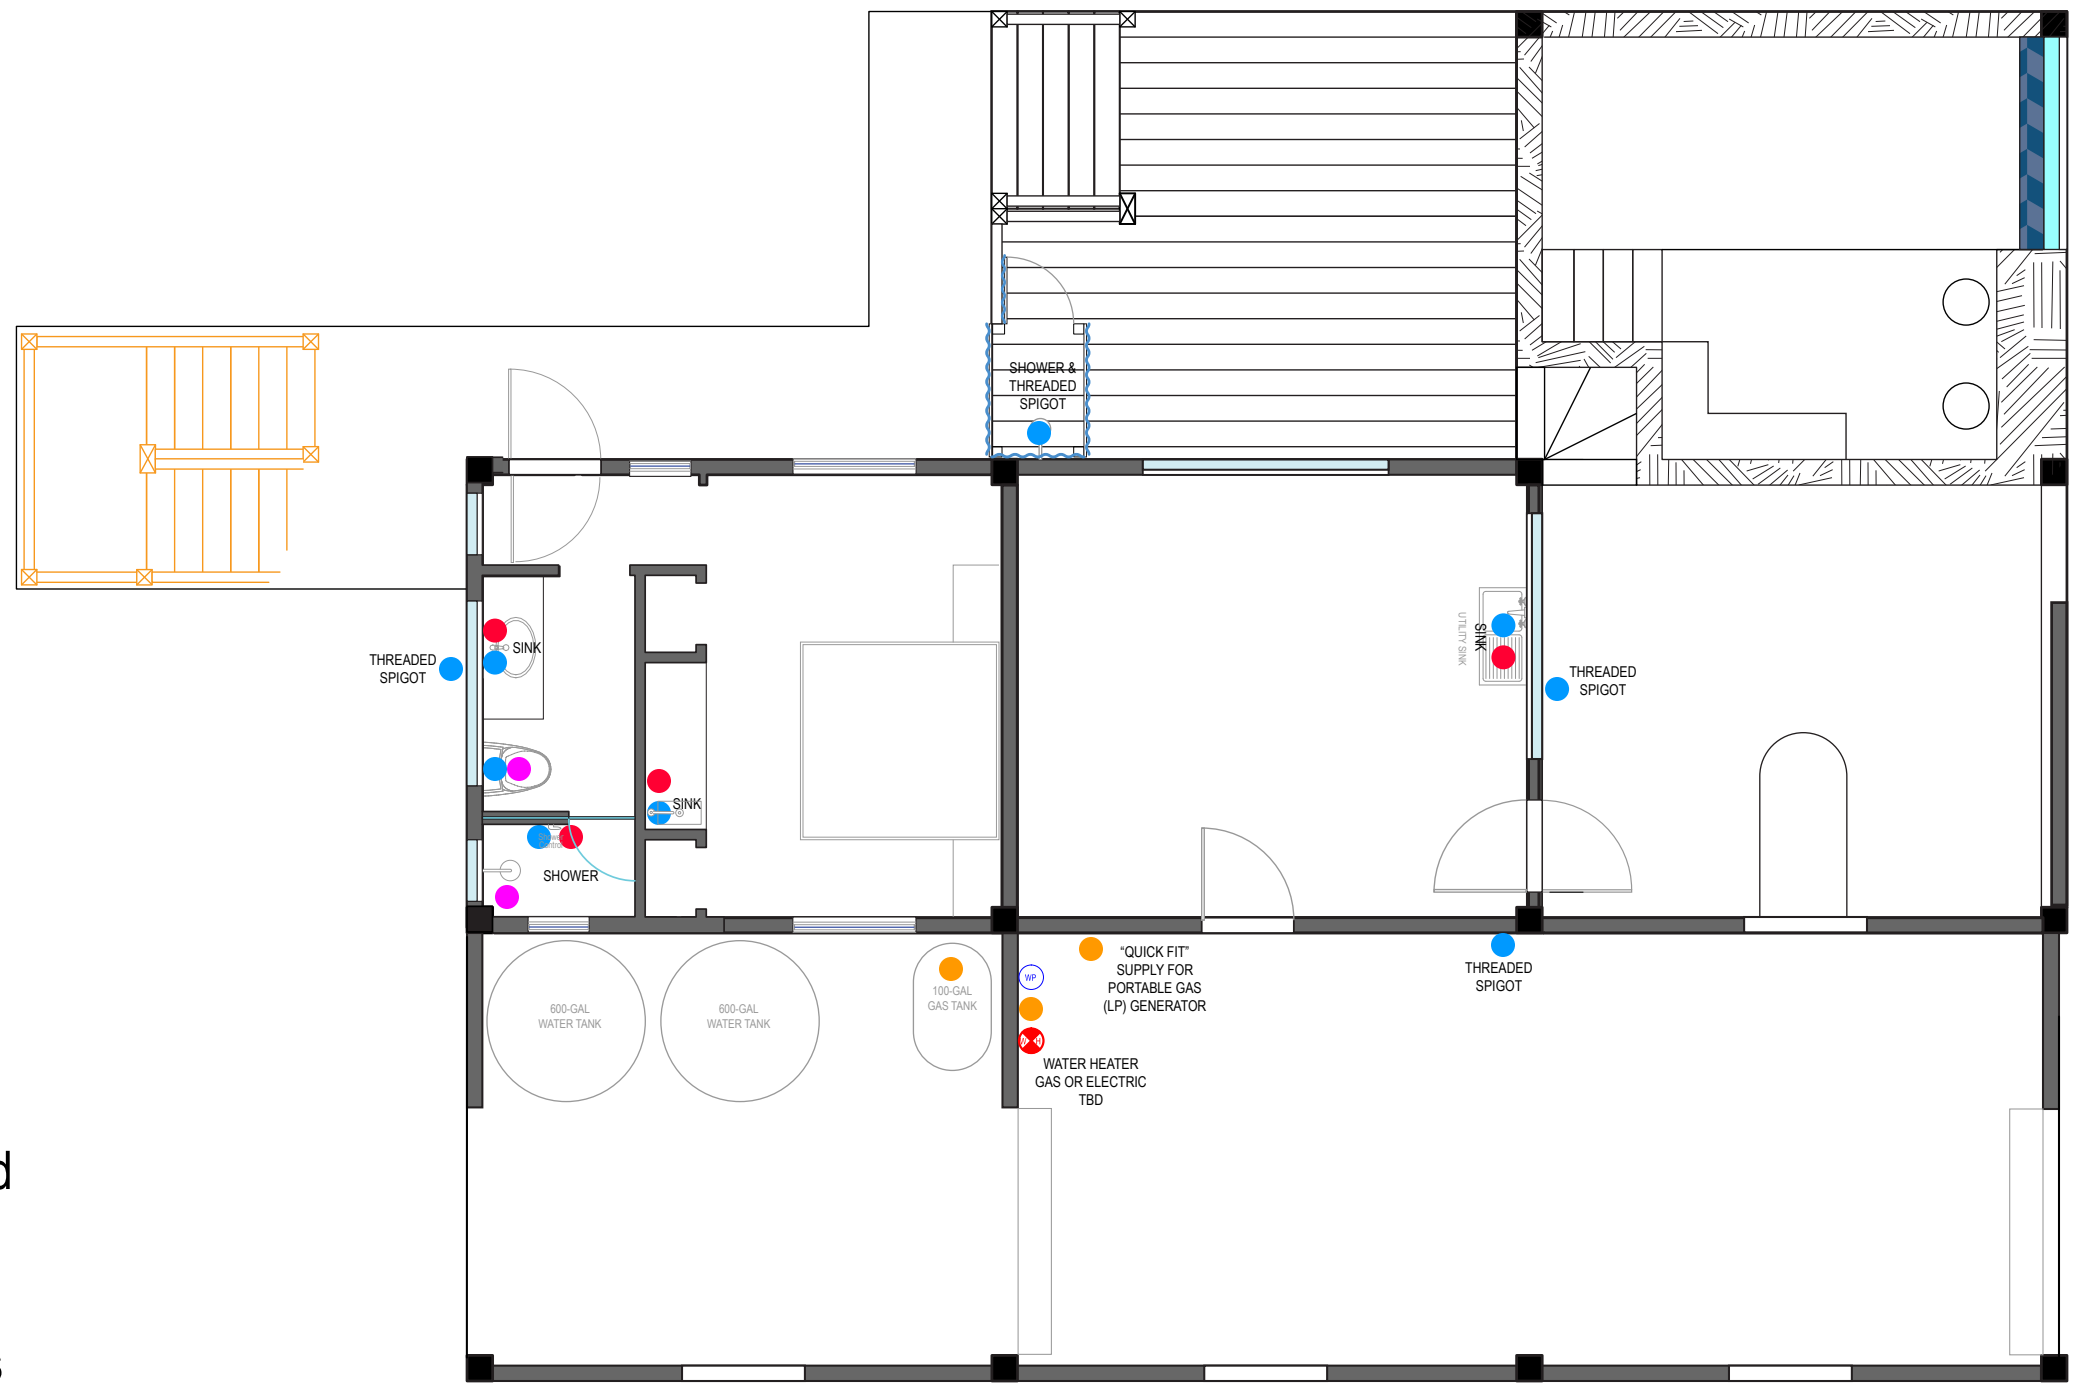 SHOWER &
THREADED
SPIGOT
THREADED
SPIGOT
SINK
SINK
UTILITY SINK
THREADED
SPIGOT
SINK
Shower
Control
SHOWER
600-GAL
WATER TANK
600-GAL
WATER TANK
100-GAL
GAS TANK
WP
“QUICK FIT”
SUPPLY FOR
PORTABLE GAS
(LP) GENERATOR
THREADED
SPIGOT
WATER HEATER
GAS OR ELECTRIC
TBD
d
s